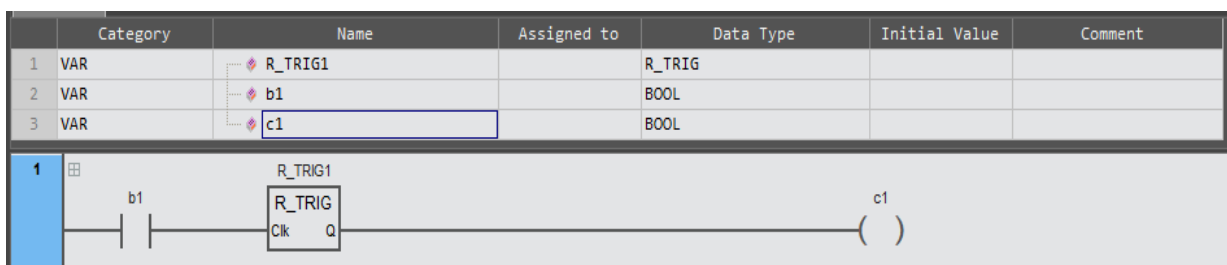 Category Name Assigned to Data Type Initial Value Comment
1 VAR R_TRIG1 R_TRIG
2 VAR b1 BOOL
3 VAR c1 BOOL
1 R_TRIG1
b1 R_TRIG c1
Clk Q